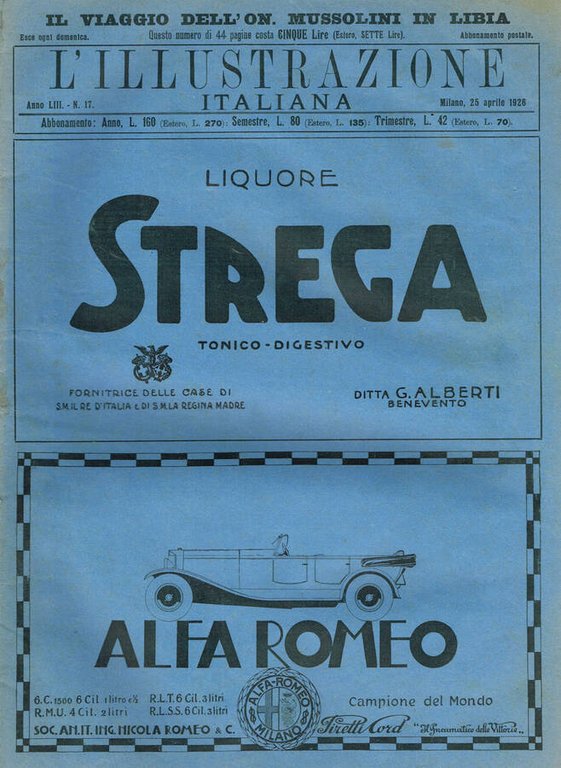 IL VIAGGIO DELL'ON. MUSSOLINI IN LIBIA
Esce ogni domenica. Questo numero di 44 pagine costa CINQUE Lire (Estero, SETTE Lire). Abbonamento postale.
L'ILLUSTRAZIONE
Anno LIII. - N. 17. ITALIANA Milano, 25 aprile 1926
Abbonamento: Anno, L. 160 (Estero, L. 270); Semestre, L. 80 (Estero, L. 135); Trimestre, L. 42 (Estero, L. 70).
LIQUORE
STREGA
TONICO-DIGESTIVO
FORNITRICE DELLE CASE DI
S.M. IL RE D'ITALIA E DI S.M. LA REGINA MADRE
DITTA G. ALBERTI
BENEVENTO
ALFA ROMEO
6.C. 1500 6 Cil. 1 litro e ½ R.L.T. 6 Cil. 3 litri
R.M.U. 4 Cil. 2 litri R.L.S.S. 6 Cil. 3 litri
SOC. AN. IT. ING. NICOLA ROMEO & C.
ALFA-ROMEO
MILANO
Campione del Mondo
Pirelli Cord "Il Pneumatico delle Vittorie"